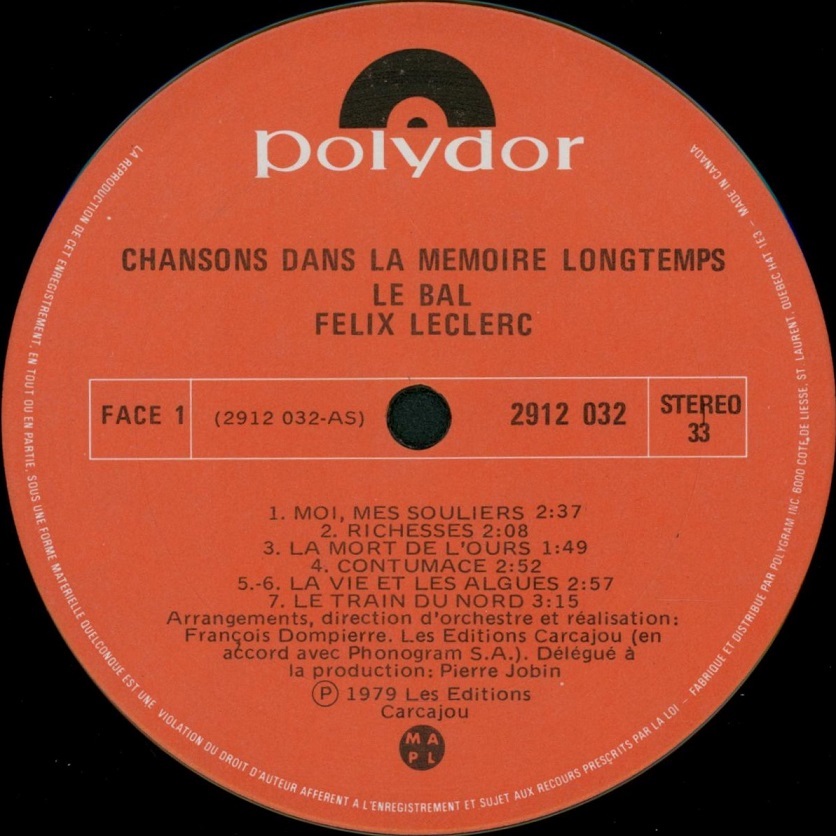 polydor
CHANSONS DANS LA MEMOIRE LONGTEMPS
LE BAL
FELIX LECLERC
FACE 1
(2912 032-AS)
2912 032
STEREO
33
1. MOI, MES SOULIERS 2:37
2. RICHESSES 2:08
3. LA MORT DE L'OURS 1:49
4. CONTUMACE 2:52
5.-6. LA VIE ET LES ALGUES 2:57
7. LE TRAIN DU NORD 3:15
Arrangements, direction d'orchestre et réalisation:
François Dompierre. Les Editions Carcajou (en
accord avec Phonogram S.A.). Délégué à
la production: Pierre Jobin
Ⓟ 1979 Les Editions
Carcajou
M A
P L
LA REPRODUCTION DE CET ENREGISTREMENT, EN TOUT OU EN PARTIE, SOUS UNE FORME MATERIELLE QUELCONQUE EST UNE VIOLATION DU DROIT D'AUTEUR AFFERENT A L'ENREGISTREMENT ET SUJET AUX RECOURS PRESCRITS PAR LA LOI – FABRIQUE ET DISTRIBUE PAR POLYGRAM INC. 6000 COTE DE LIESSE, ST. LAURENT, QUEBEC H4T 1E3 – MADE IN CANADA